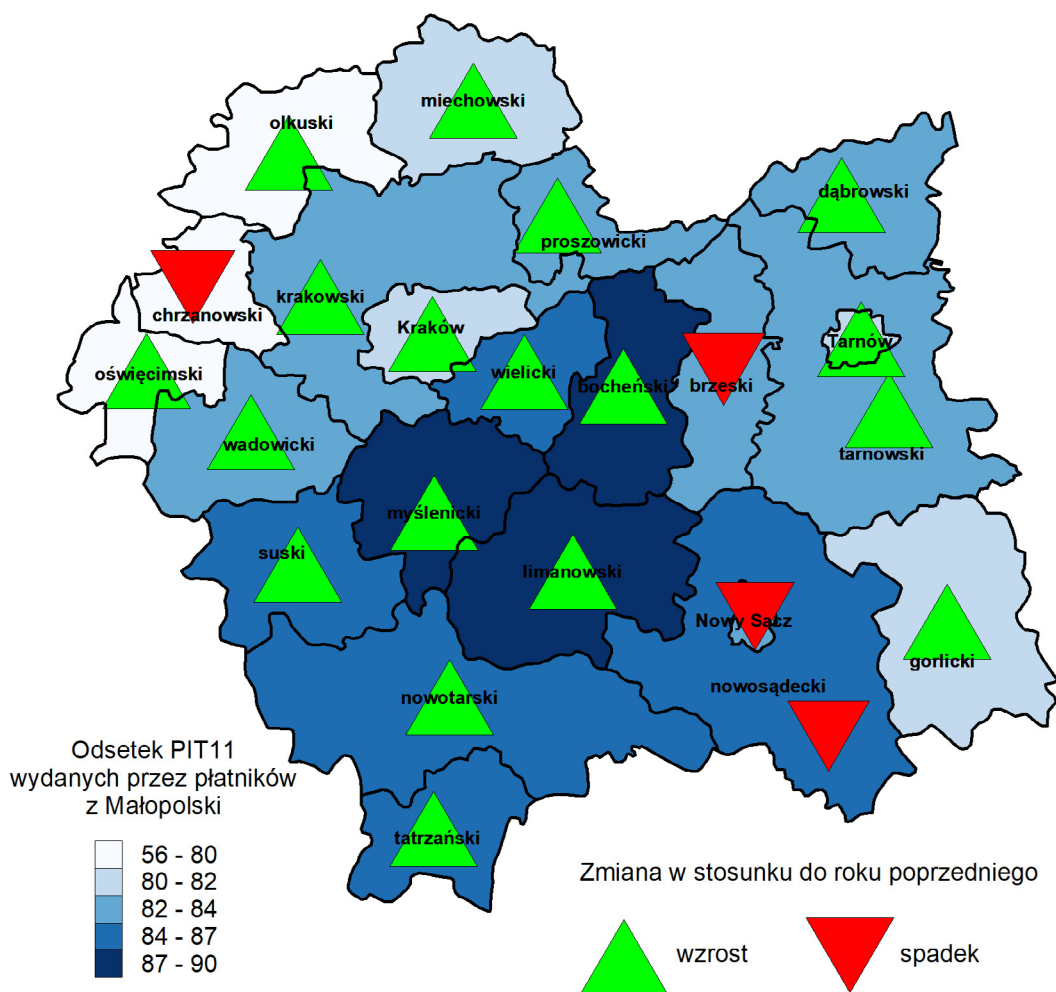 miechowski
olkuski
dąbrowski
proszowicki
krakowski
chrzanowski
Kraków
Tarnów
oświęcimski
wielicki
bocheński
brzeski
wadowicki
tarnowski
myślenicki
suski
limanowski
Nowy Sącz
gorlicki
nowosądecki
nowotarski
tatrzański
Odsetek PIT11
wydanych przez płatników
z Małopolski
56 - 80
80 - 82
82 - 84
84 - 87
87 - 90
Zmiana w stosunku do roku poprzedniego
wzrost
spadek